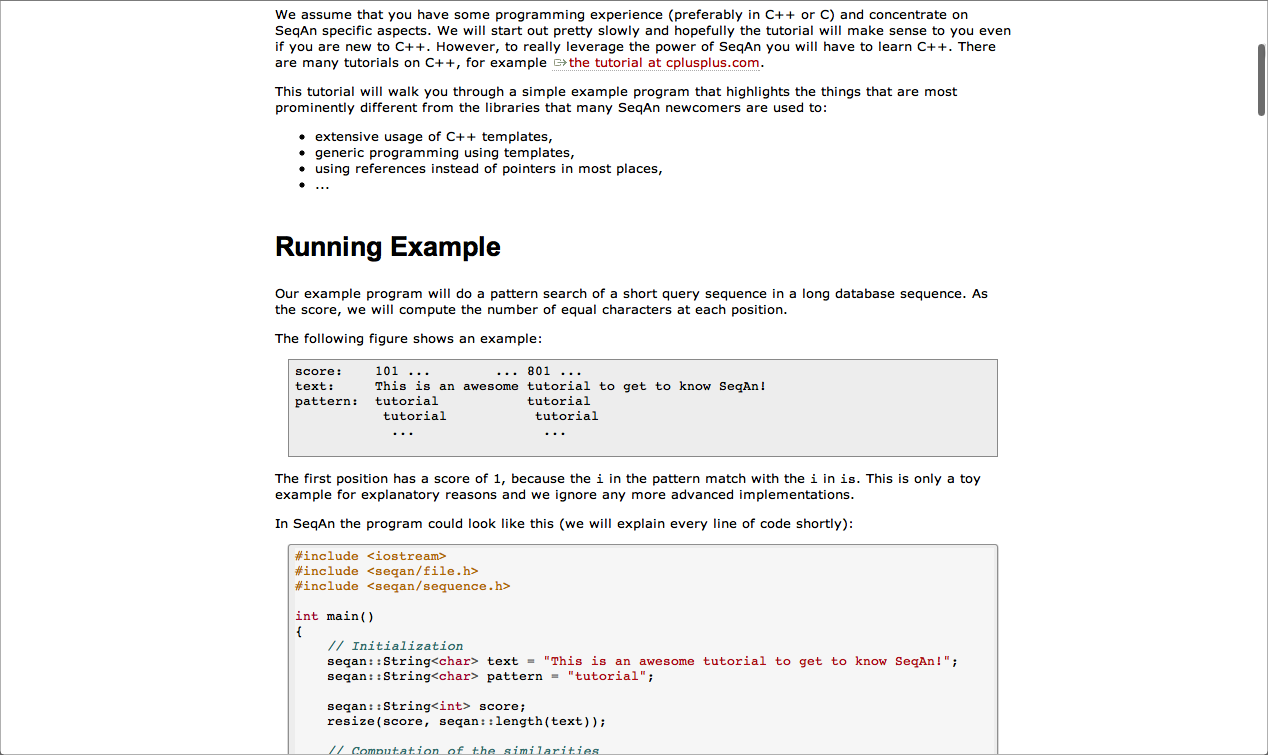 We assume that you have some programming experience (preferably in C++ or C) and concentrate on
SeqAn specific aspects. We will start out pretty slowly and hopefully the tutorial will make sense to you even
if you are new to C++. However, to really leverage the power of SeqAn you will have to learn C++. There
are many tutorials on C++, for example the tutorial at cplusplus.com.
This tutorial will walk you through a simple example program that highlights the things that are most
prominently different from the libraries that many SeqAn newcomers are used to:
• extensive usage of C++ templates,
• generic programming using templates,
• using references instead of pointers in most places,
• ...
Running Example
Our example program will do a pattern search of a short query sequence in a long database sequence. As
the score, we will compute the number of equal characters at each position.
The following figure shows an example:
score:    101 ...        ... 801 ...
text:     This is an awesome tutorial to get to know SeqAn!
pattern:  tutorial           tutorial
           tutorial           tutorial
            ...                ...
The first position has a score of 1, because the i in the pattern match with the i in is. This is only a toy
example for explanatory reasons and we ignore any more advanced implementations.
In SeqAn the program could look like this (we will explain every line of code shortly):
#include <iostream>
#include <seqan/file.h>
#include <seqan/sequence.h>
int main()
{
    // Initialization
    seqan::String<char> text = "This is an awesome tutorial to get to know SeqAn!";
    seqan::String<char> pattern = "tutorial";
    seqan::String<int> score;
    resize(score, seqan::length(text));
    // Computation of the similarities